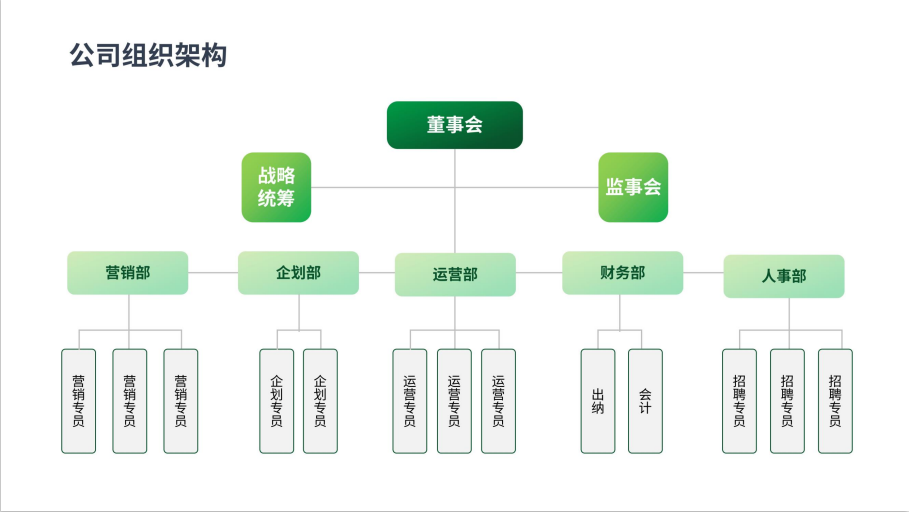 公司组织架构
董事会
战略
统筹
监事会
营销部
企划部
运营部
财务部
人事部
营销专员
营销专员
营销专员
企划专员
企划专员
运营专员
运营专员
运营专员
出纳
会计
招聘专员
招聘专员
招聘专员